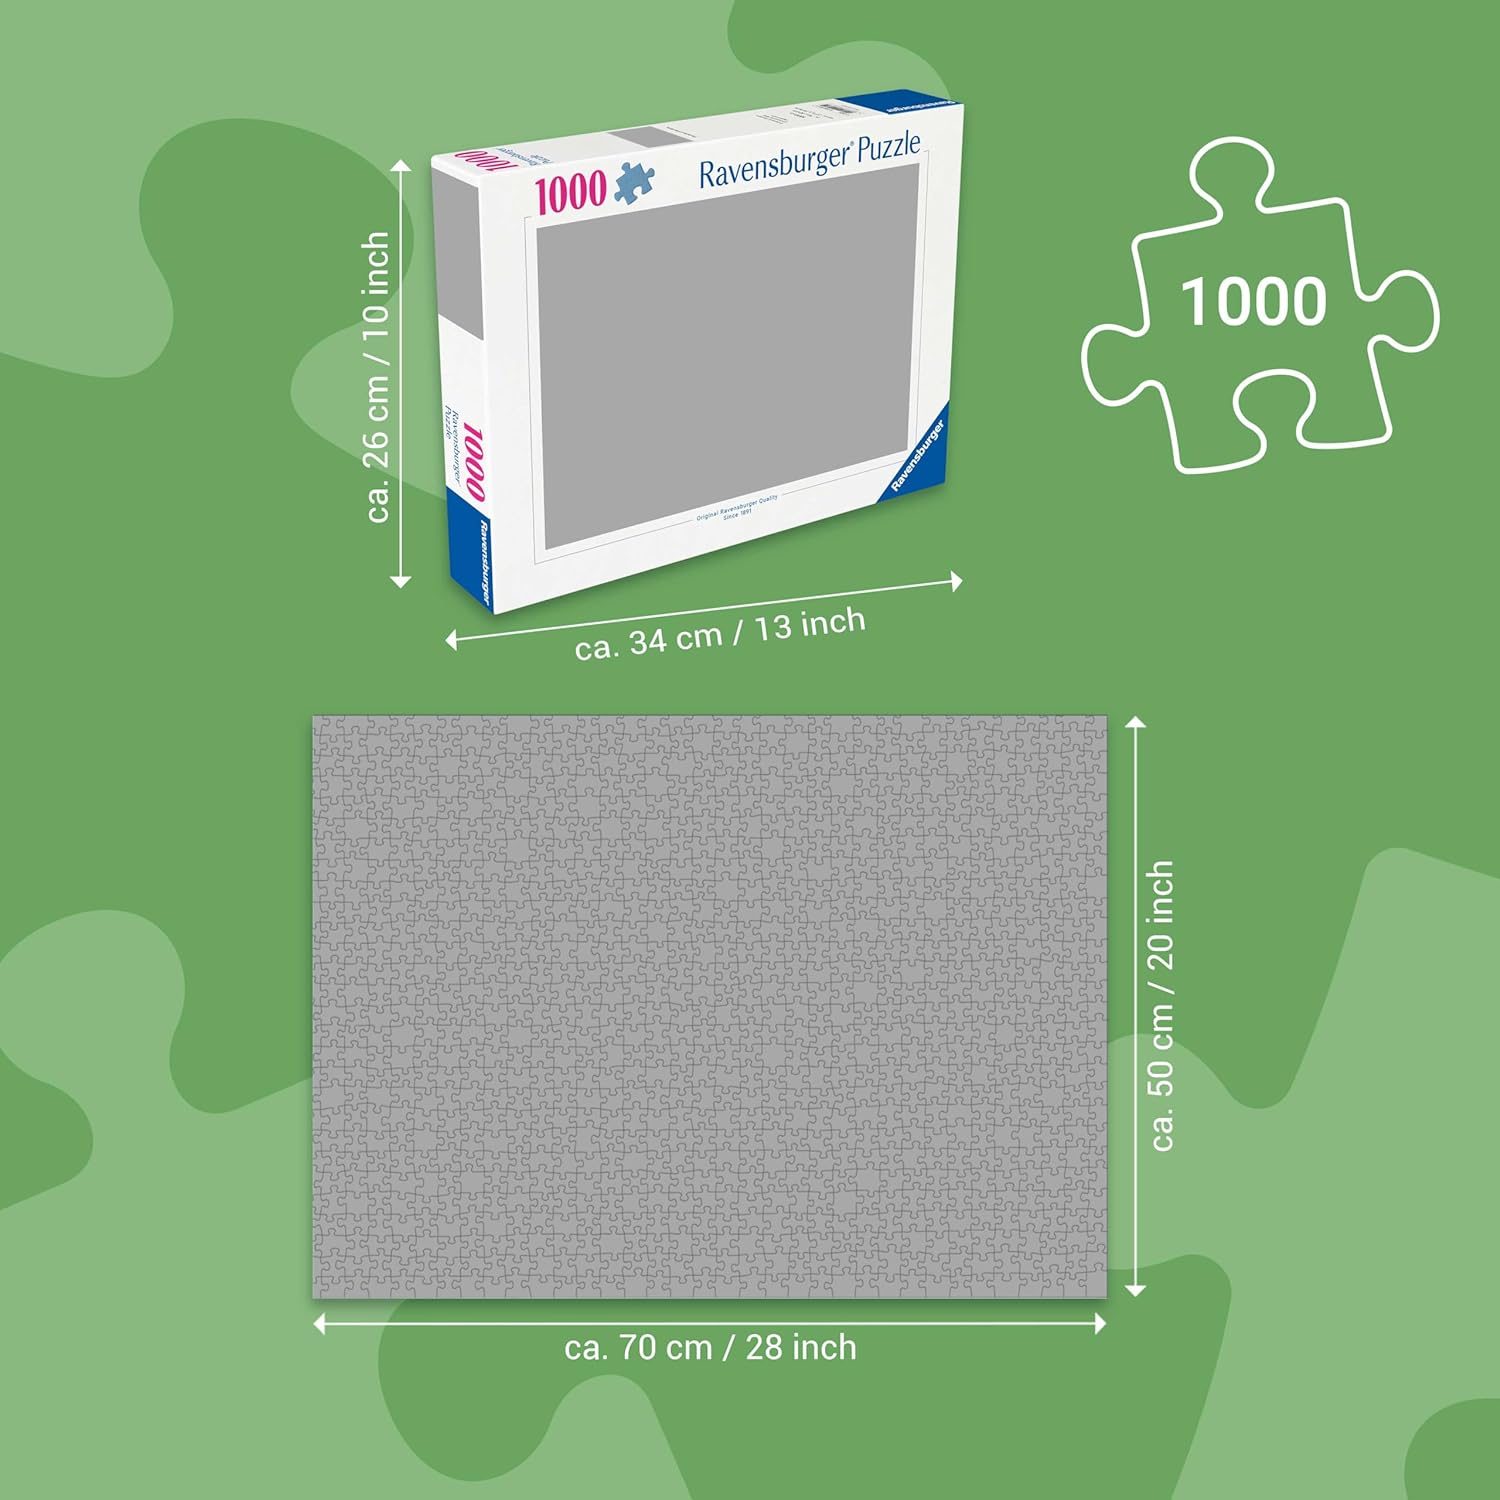 Ravensburger
1000
Ravensburger
Puzzle
1000
Ravensburger® Puzzle
ca. 26 cm / 10 inch
1000
1000
Ravensburger
Puzzle
Ravensburger
Ravensburger
Original Ravensburger Quality
Since 1891
ca. 34 cm / 13 inch
ca. 50 cm / 20 inch
ca. 70 cm / 28 inch